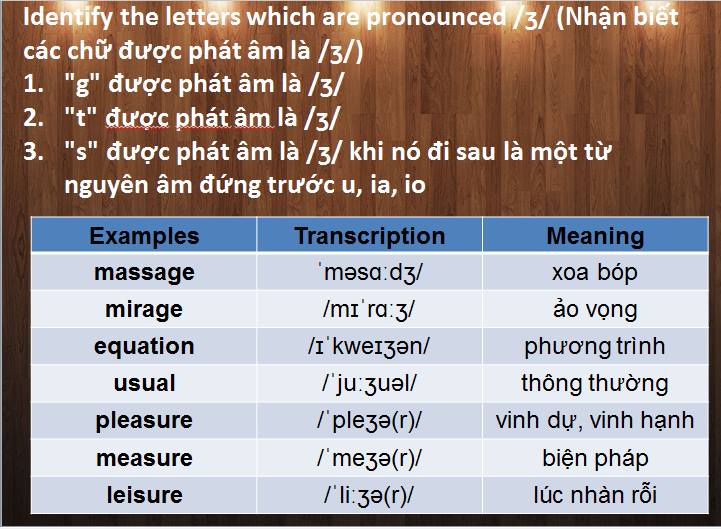 Identify the letters which are pronounced /ʒ/ (Nhận biết
các chữ được phát âm là /ʒ/)
1. "g" được phát âm là /ʒ/
2. "t" được phát âm là /ʒ/
3. "s" được phát âm là /ʒ/ khi nó đi sau là một từ
nguyên âm đứng trước u, ia, io
Examples Transcription Meaning
massage ˈməsɑːdʒ/ xoa bóp
mirage /mɪˈrɑːʒ/ ảo vọng
equation /ɪˈkweɪʒən/ phương trình
usual /ˈjuːʒuəl/ thông thường
pleasure /ˈpleʒə(r)/ vinh dự, vinh hạnh
measure /ˈmeʒə(r)/ biện pháp
leisure /ˈliːʒə(r)/ lúc nhàn rỗi